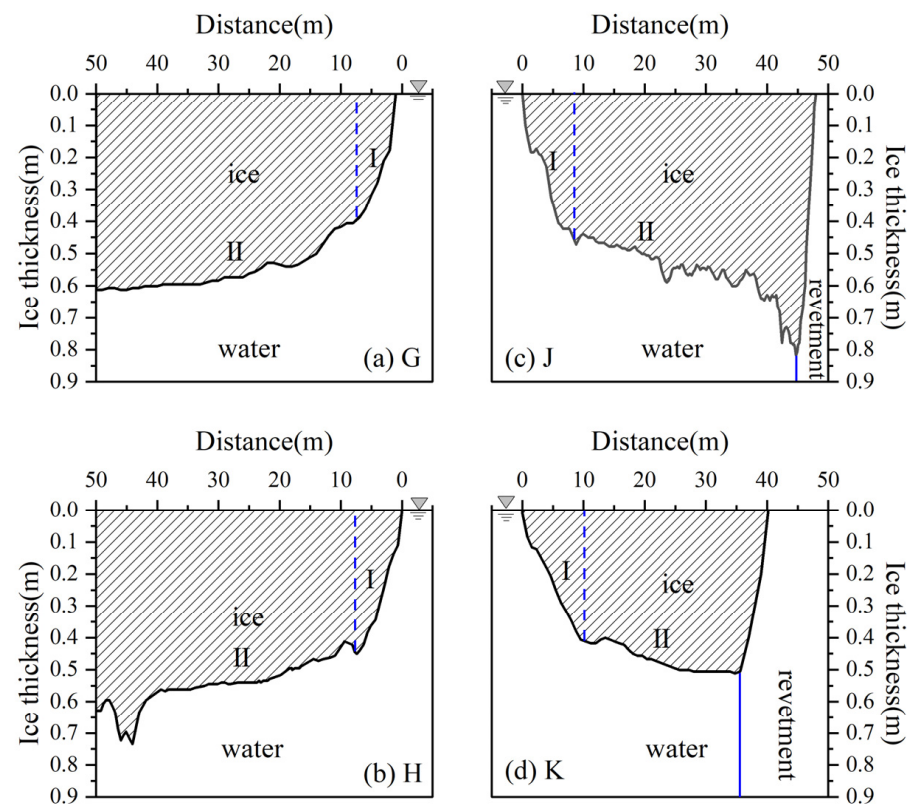 Distance(m)
50 40 30 20 10 0
0.0
0.1
0.2
0.3
0.4
0.5
0.6
0.7
0.8
0.9
Ice thickness(m)
I
ice
II
water
(a) G
Distance(m)
0 10 20 30 40 50
0.0
0.1
0.2
0.3
0.4
0.5
0.6
0.7
0.8
0.9
Ice thickness(m)
I
ice
II
water
revetment
(c) J
Distance(m)
50 40 30 20 10 0
0.0
0.1
0.2
0.3
0.4
0.5
0.6
0.7
0.8
0.9
Ice thickness(m)
I
ice
II
water
(b) H
Distance(m)
0 10 20 30 40 50
0.0
0.1
0.2
0.3
0.4
0.5
0.6
0.7
0.8
0.9
Ice thickness(m)
I
ice
II
water
revetment
(d) K